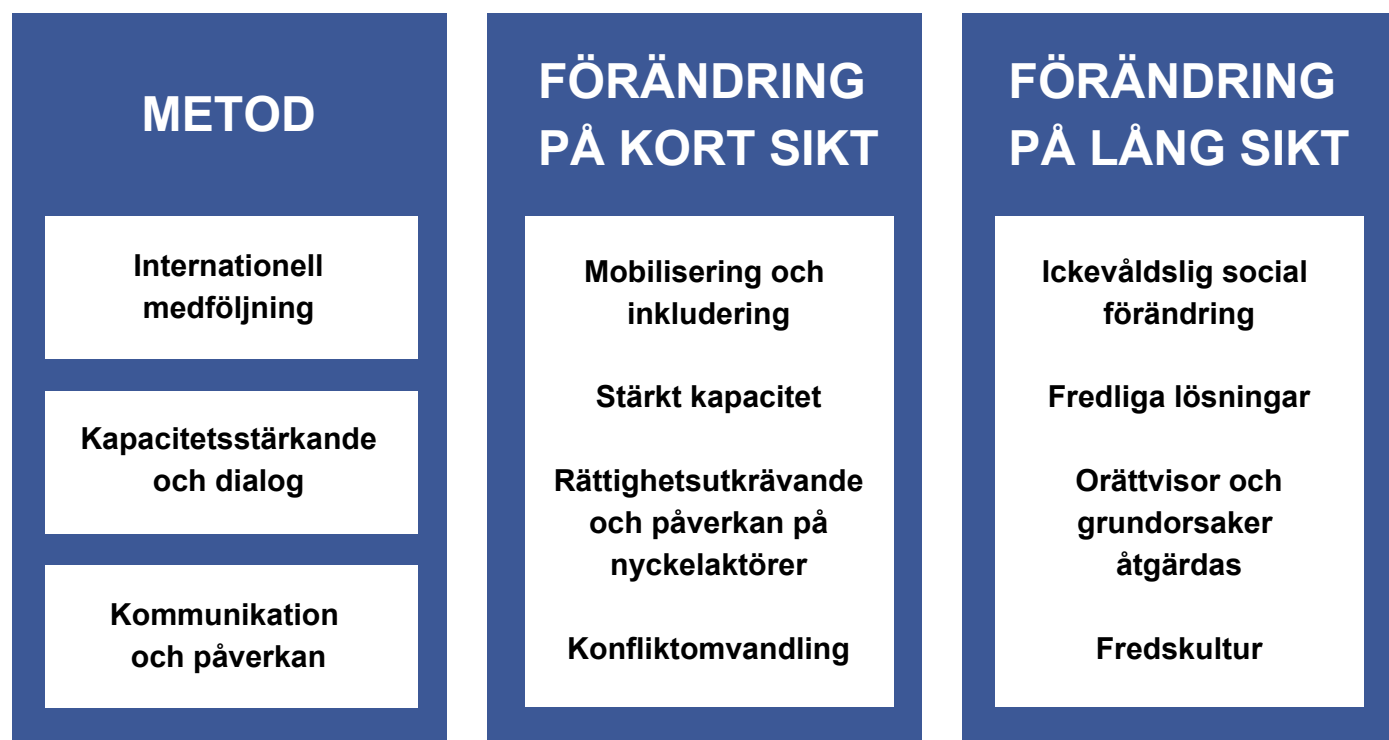 METOD
Internationell
medföljning
Kapacitetsstärkande
och dialog
Kommunikation
och påverkan
FÖRÄNDRING
PÅ KORT SIKT
Mobilisering och
inkludering
Stärkt kapacitet
Rättighetsutkrävande
och påverkan på
nyckelaktörer
Konfliktomvandling
FÖRÄNDRING
PÅ LÅNG SIKT
Ickevåldslig social
förändring
Fredliga lösningar
Orättvisor och
grundorsaker
åtgärdas
Fredskultur